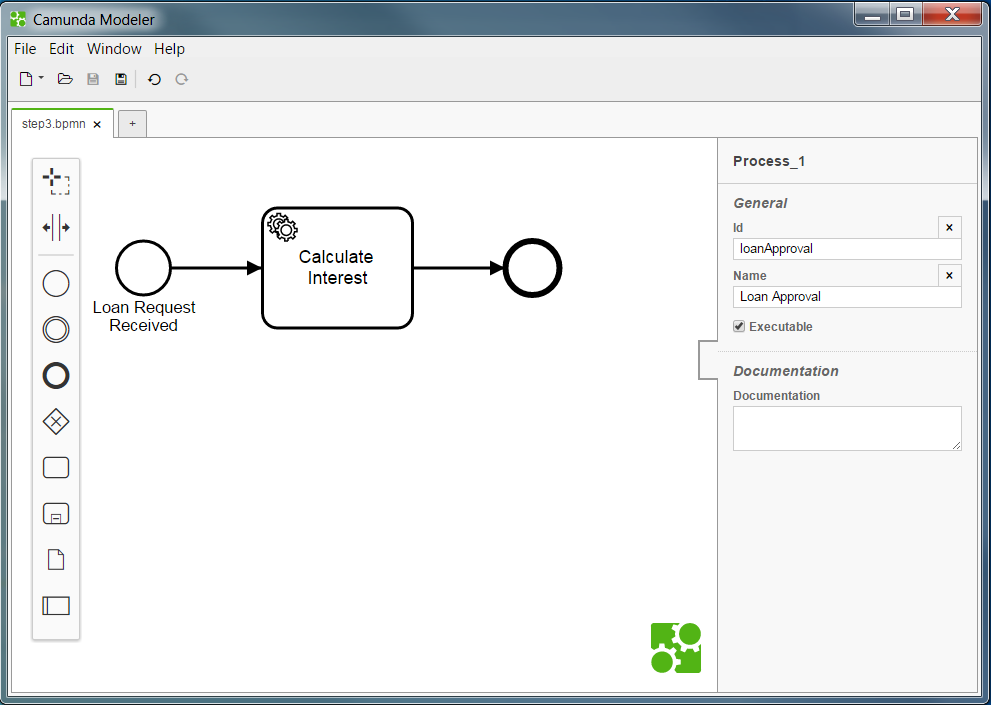 Camunda Modeler
File Edit Window Help
step3.bpmn × +
Process_1
General
Id
loanApproval
Name
Loan Approval
Executable
Documentation
Documentation
Calculate
Interest
Loan Request
Received